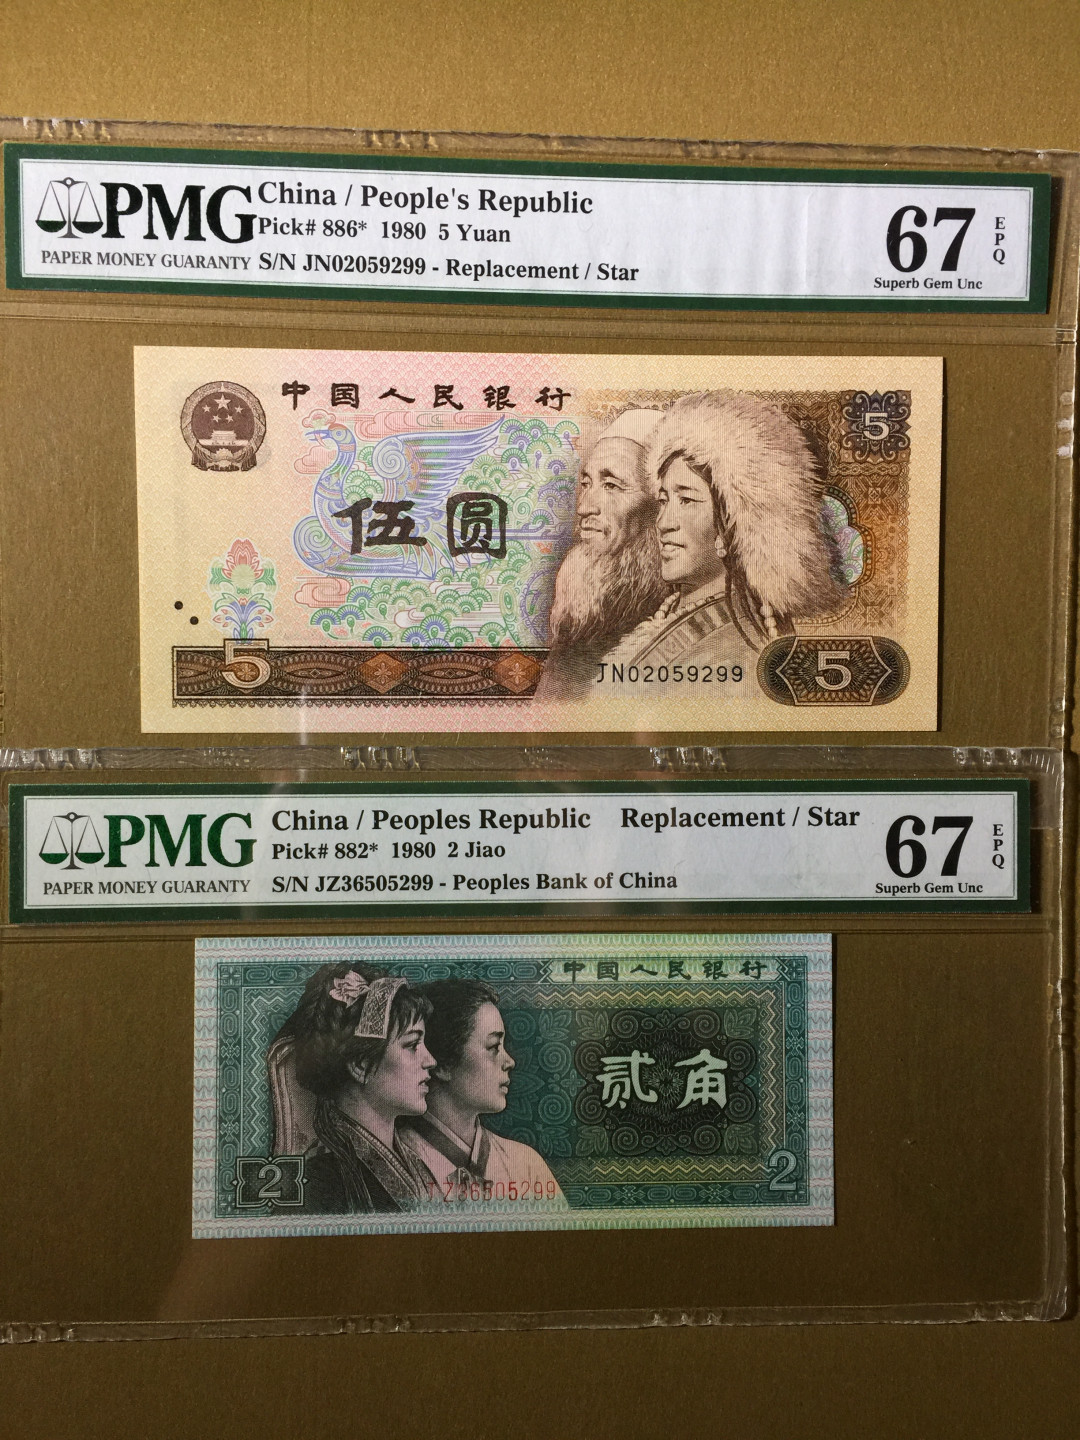 PMG
PAPER MONEY GUARANTY
China / People's Republic
Pick# 886* 1980 5 Yuan
S/N JN02059299 - Replacement / Star
67
EPQ
Superb Gem Unc
中国人民银行
5
伍圆
5
JN02059299
5
PMG
PAPER MONEY GUARANTY
China / Peoples Republic Replacement / Star
Pick# 882* 1980 2 Jiao
S/N JZ36505299 - Peoples Bank of China
67
EPQ
Superb Gem Unc
中国人民银行
贰角
2
JZ36505299
2